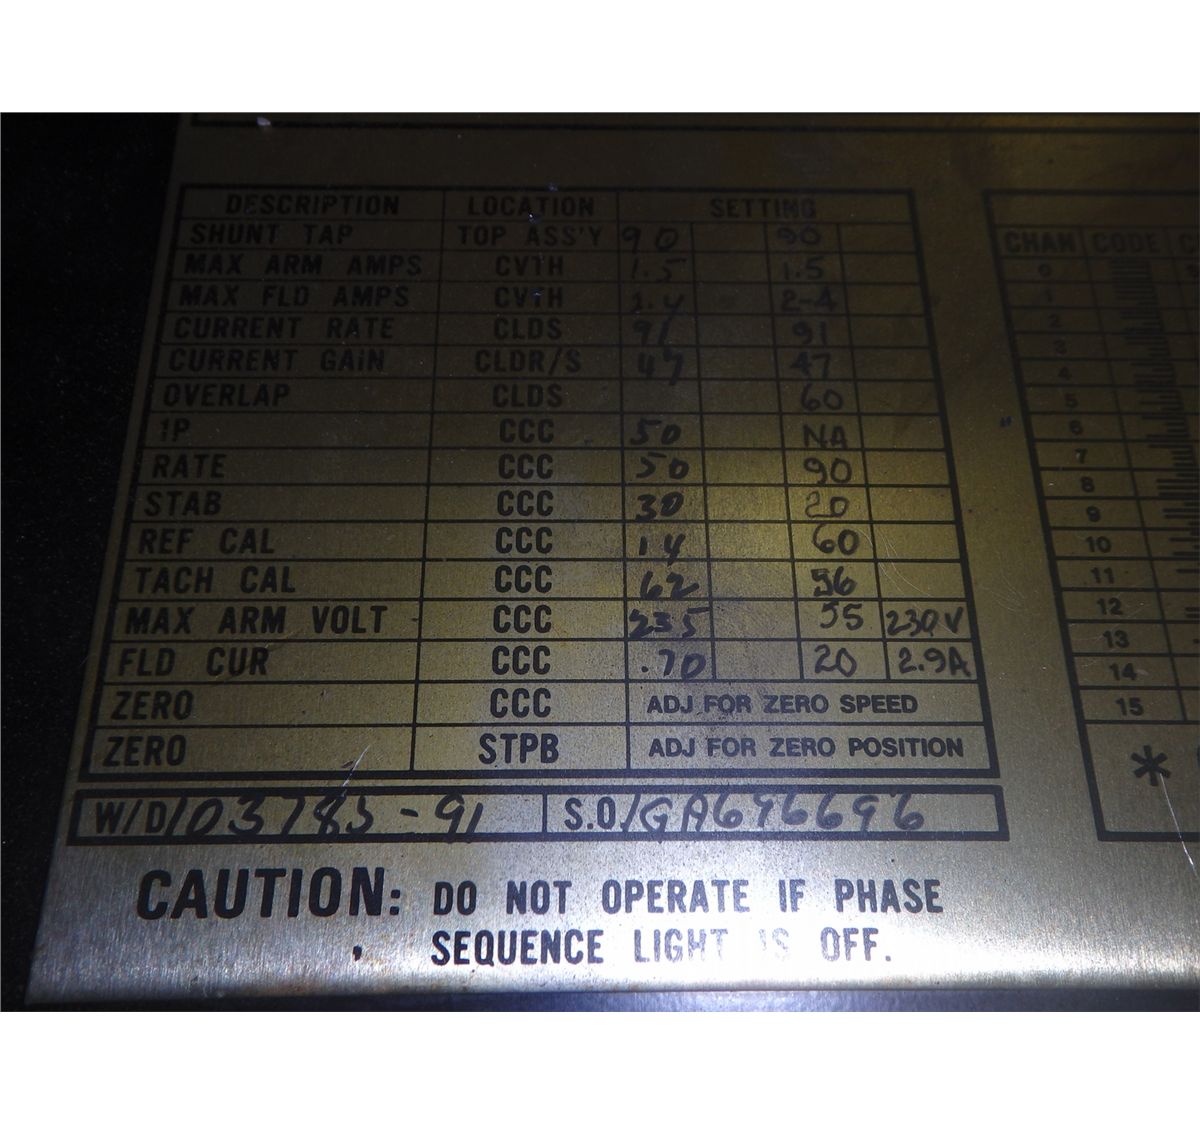 DESCRIPTION LOCATION SETTING
SHUNT TAP TOP ASS'Y 90 90
MAX ARM AMPS CVTH 1.5 1.5
MAX FLD AMPS CVTH 1.4 2-4
CURRENT RATE CLDS 91 91
CURRENT GAIN CLDR/S 47 47
OVERLAP CLDS 60
1P CCC 50 NA
RATE CCC 50 90
STAB CCC 30 20
REF CAL CCC 14 60
TACH CAL CCC 62 56
MAX ARM VOLT CCC 235 55 230V
FLD CUR CCC .70 20 2.9A
ZERO CCC ADJ FOR ZERO SPEED
ZERO STPB ADJ FOR ZERO POSITION
W/D 103785-91 S.O. GA696696
CAUTION: DO NOT OPERATE IF PHASE
SEQUENCE LIGHT IS OFF.
CHAN CODE
0
1
2
3
4
5
6
7
8
9
10
11
12
13
14
15
*